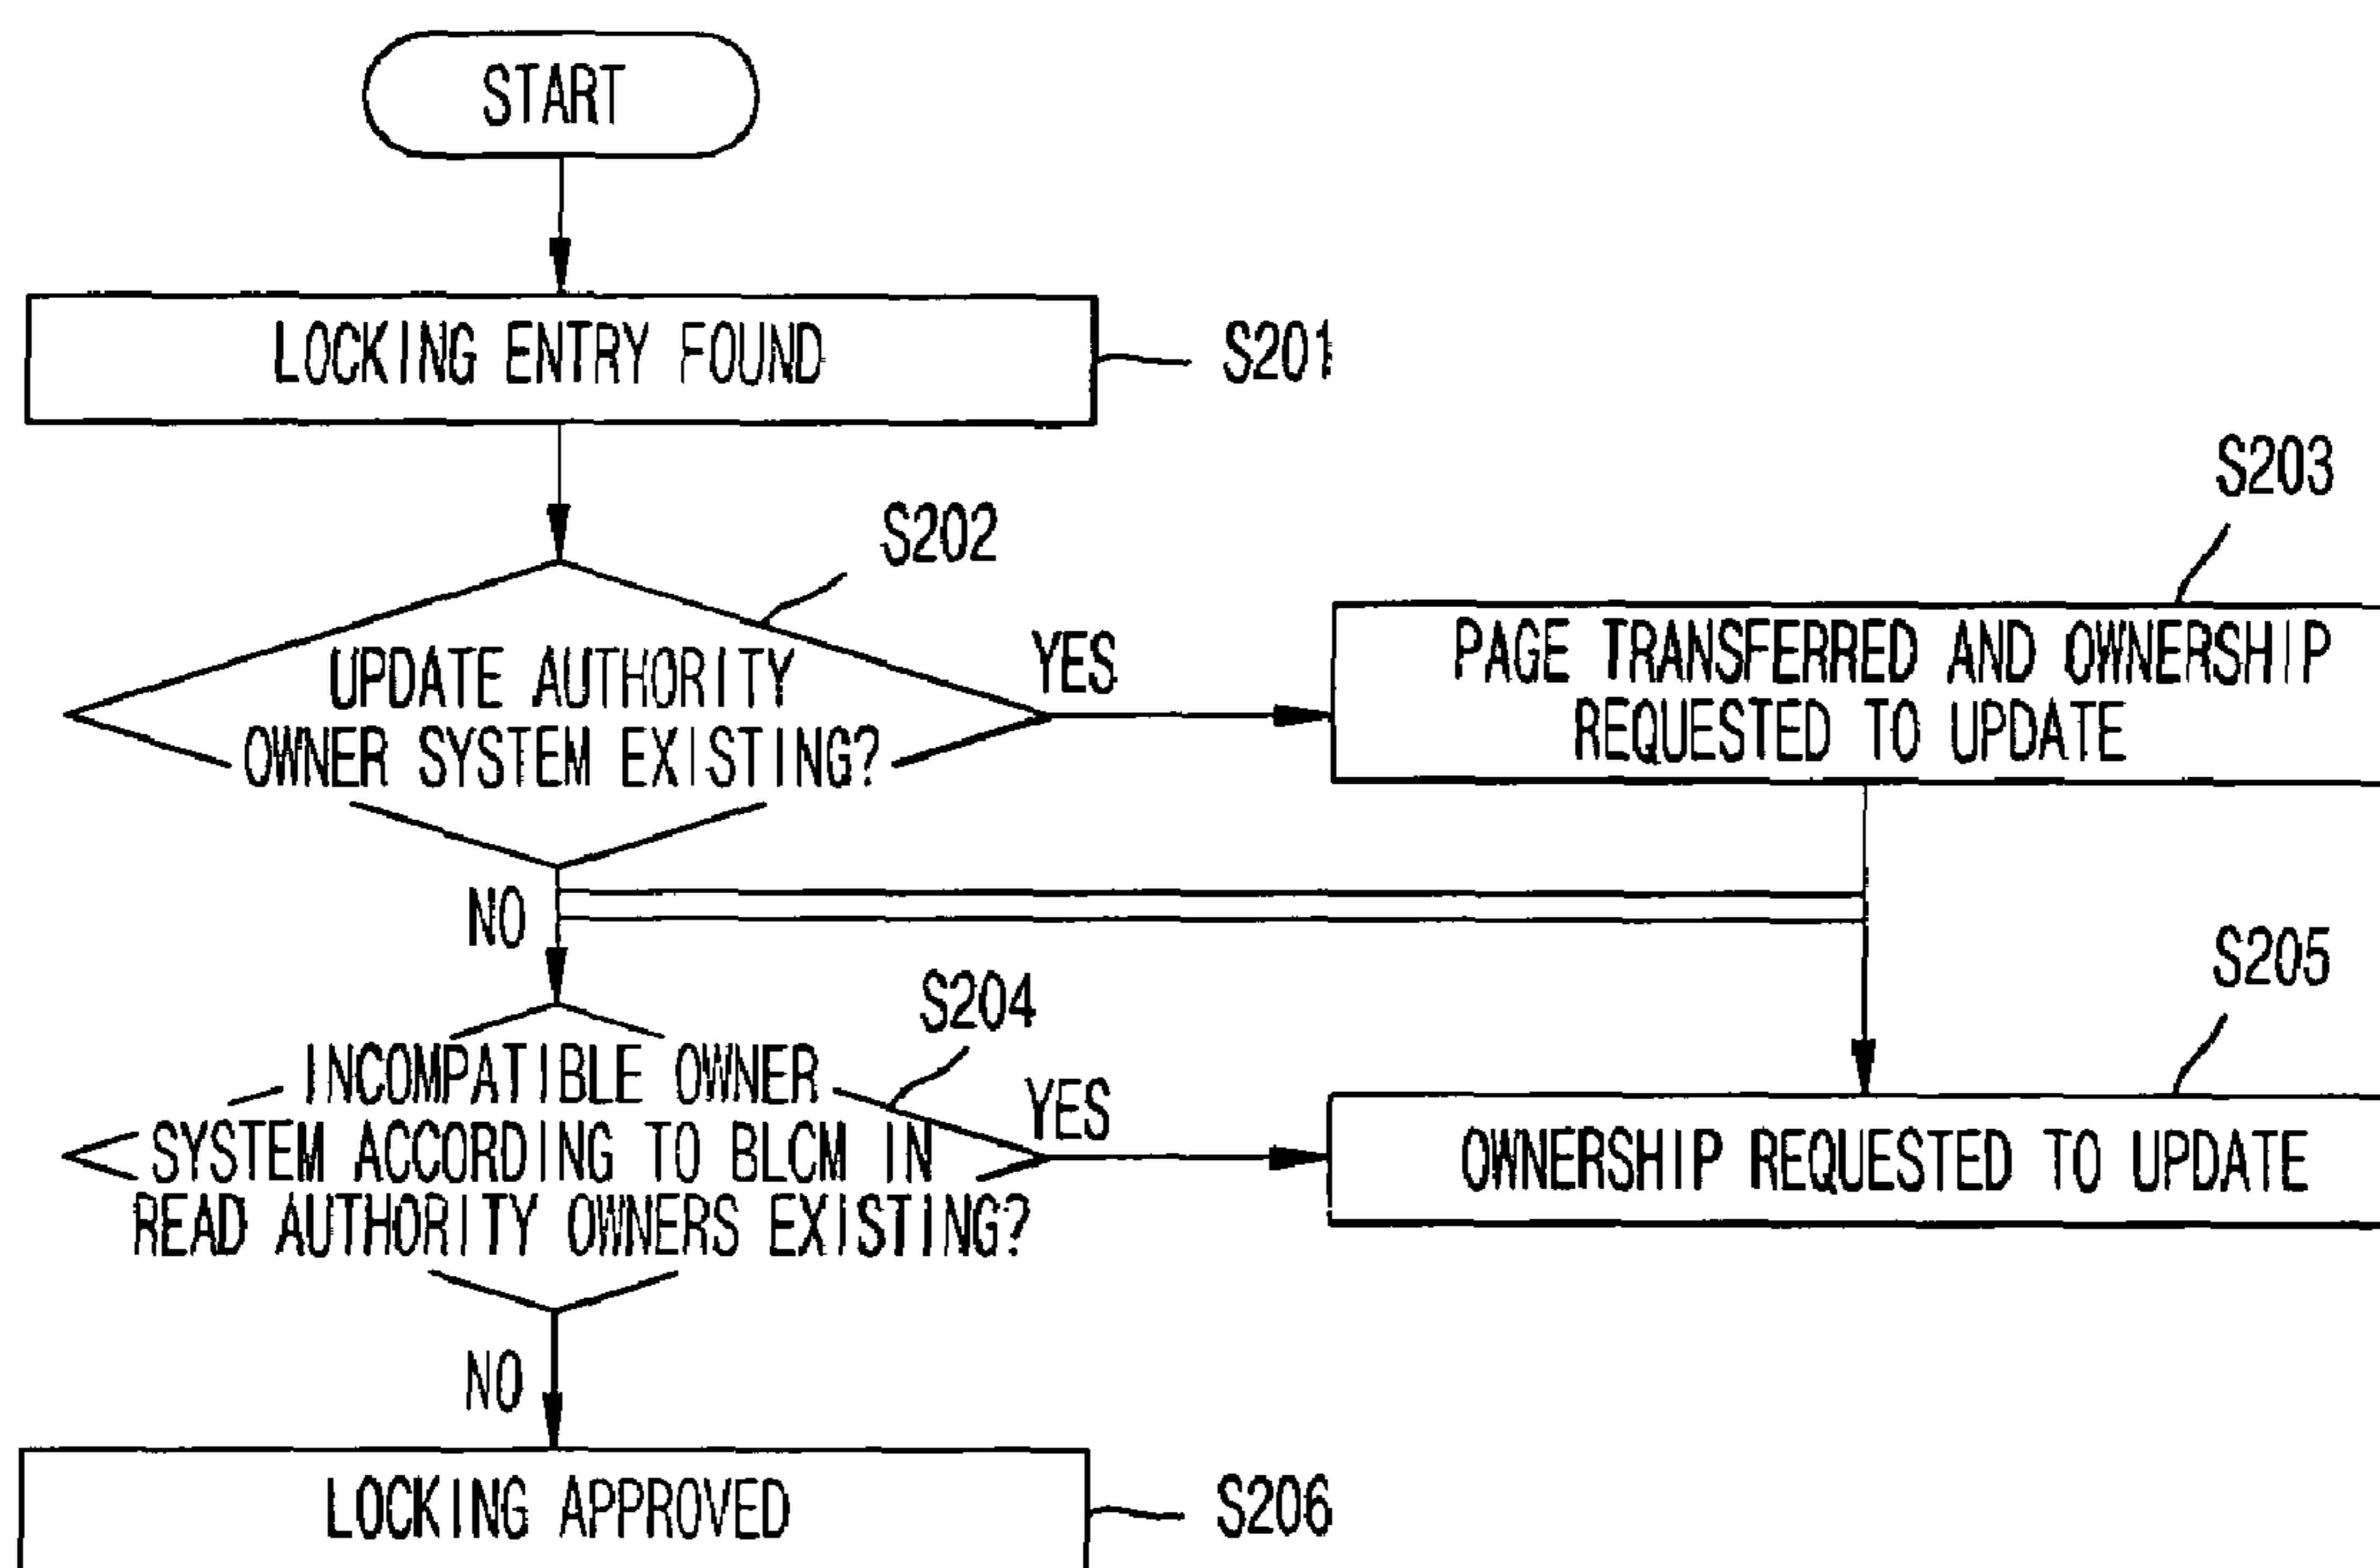 START
LOCKING ENTRY FOUND
S201
S202
S203
UPDATE AUTHORITY
OWNER SYSTEM EXISTING?
YES
PAGE TRANSFERRED AND OWNERSHIP
REQUESTED TO UPDATE
NO
S204
S205
INCOMPATIBLE OWNER
SYSTEM ACCORDING TO BLCM IN
READ AUTHORITY OWNERS EXISTING?
YES
OWNERSHIP REQUESTED TO UPDATE
NO
LOCKING APPROVED
S206